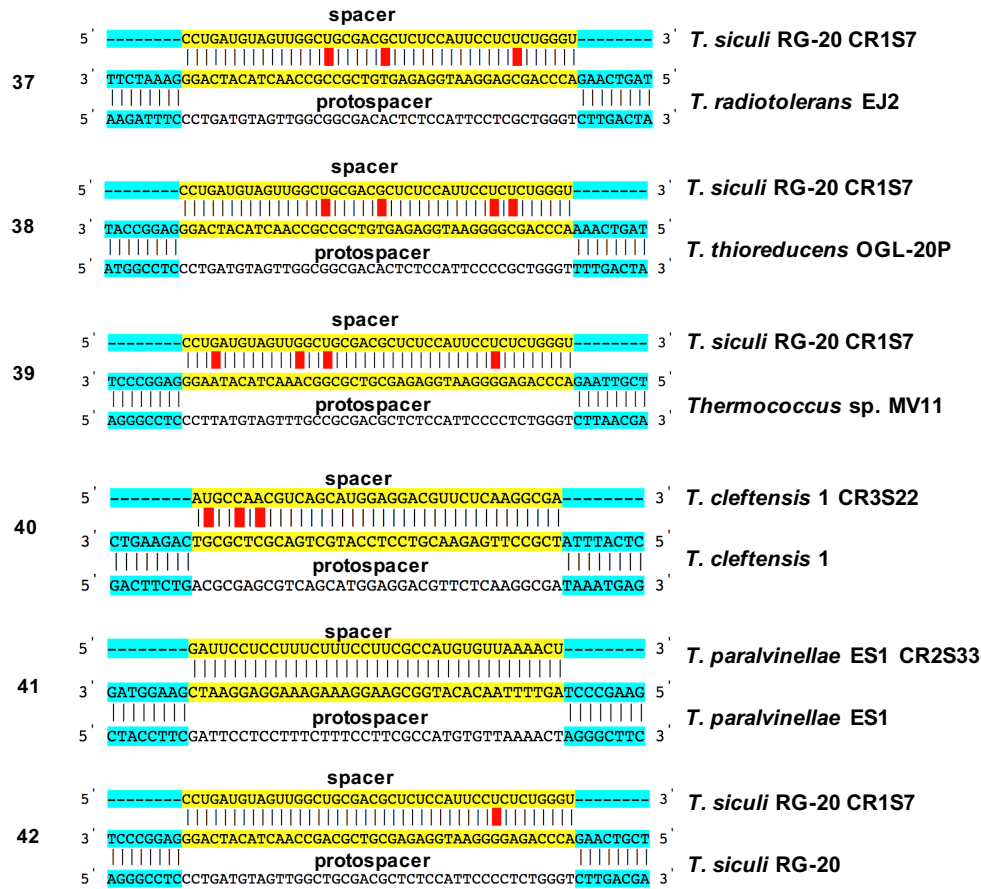 spacer
5' --------CCUGAUGUAGUUGGCUGCGACGCUCUCCAUUCCUCUCUGGGU-------- 3' T. siculi RG-20 CR1S7
37
3' TTCTAAAGGGACTACATCAACCGCCGCTGTGAGAGGTAAGGAGCGACCCAGAACTGAT 5'
protospacer T. radiotolerans EJ2
5' AAGATTTCCCTGATGTAGTTGGCGGCGACACTCTCCATTCCTCGCTGGGTCTTGACTA 3'
spacer
5' --------CCUGAUGUAGUUGGCUGCGACGCUCUCCAUUCCUCUCUGGGU-------- 3' T. siculi RG-20 CR1S7
38
3' TACCGGAGGGACTACATCAACCGCCGCTGTGAGAGGTAAGGGGCGACCCAAAACTGAT 5'
protospacer T. thioreducens OGL-20P
5' ATGGCCTCCCTGATGTAGTTGGCGGCGACACTCTCCATTCCCCGCTGGGTTTTGACTA 3'
spacer
5' --------CCUGAUGUAGUUGGCUGCGACGCUCUCCAUUCCUCUCUGGGU-------- 3' T. siculi RG-20 CR1S7
39
3' TCCCGGAGGGAATACATCAAACGGCGCTGCGAGAGGTAAGGGGAGACCCAGAATTGCT 5'
protospacer Thermococcus sp. MV11
5' AGGGCCTCCCTTATGTAGTTTGCCGCGACGCTCTCCATTCCCCTCTGGGTCTTAACGA 3'
spacer
5' --------AUGCCAACGUCAGCAUGGAGGACGUUCUCAAGGCGA-------- 3' T. cleftensis 1 CR3S22
40
3' CTGAAGACTGCGCTCGCAGTCGTACCTCCTGCAAGAGTTCCGCTATTTACTC 5'
protospacer T. cleftensis 1
5' GACTTCTGACGCGAGCGTCAGCATGGAGGACGTTCTCAAGGCGATAAATGAG 3'
spacer
5' --------GAUUCCUCCUUUCUUUCCUUCGCCAUGUGUUAAAACU-------- 3' T. paralvinellae ES1 CR2S33
41
3' GATGGAAGCTAAGGAGGAAAGAAAGGAAGCGGTACACAATTTTGATCCCGAAG 5'
protospacer T. paralvinellae ES1
5' CTACCTTCGATTCCTCCTTTCTTTCCTTCGCCATGTGTTAAAACTAGGGCTTC 3'
spacer
5' --------CCUGAUGUAGUUGGCUGCGACGCUCUCCAUUCCUCUCUGGGU-------- 3' T. siculi RG-20 CR1S7
42
3' TCCCGGAGGGACTACATCAACCGACGCTGCGAGAGGTAAGGGGAGACCCAGAACTGCT 5'
protospacer T. siculi RG-20
5' AGGGCCTCCCTGATGTAGTTGGCTGCGACGCTCTCCATTCCCCTCTGGGTCTTGACGA 3'